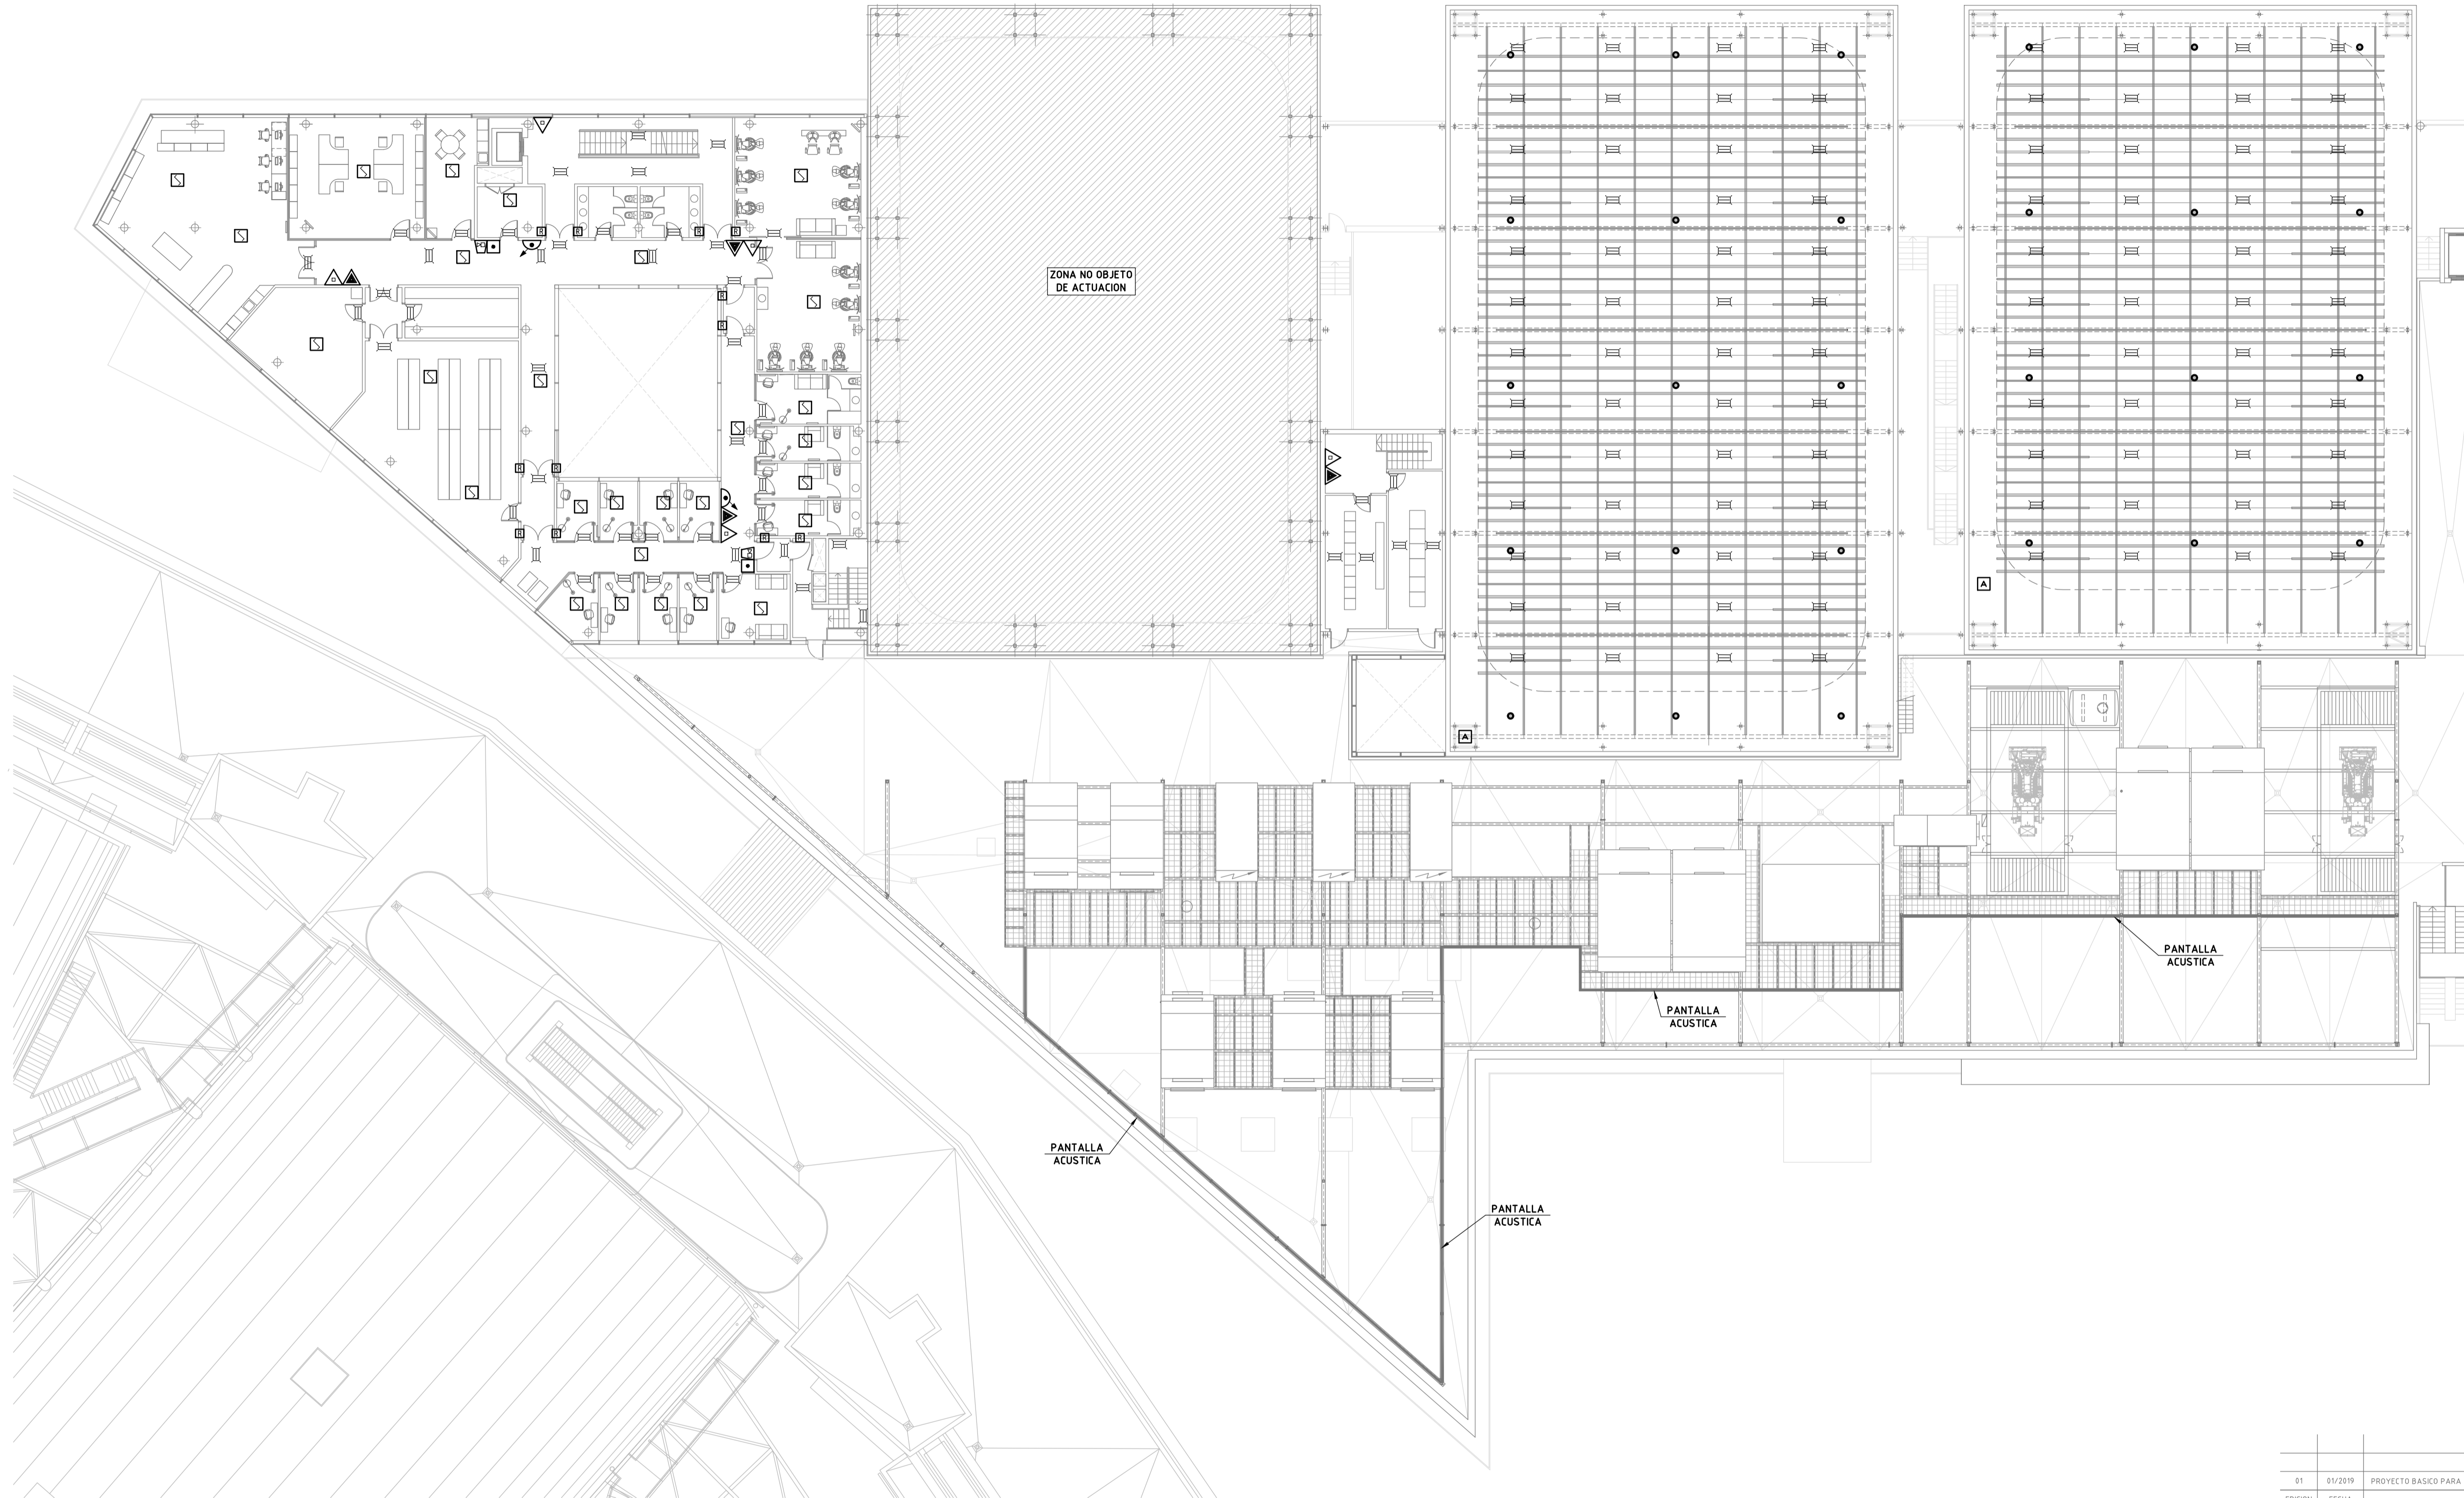 ZONA NO OBJETO
DE ACTUACION
PANTALLA
ACUSTICA
PANTALLA
ACUSTICA
PANTALLA
ACUSTICA
PANTALLA
ACUSTICA
A
A
R
R
R
R
R
R
R
R
R
R
R
R
01 01/2019 PROYECTO BASICO PARA